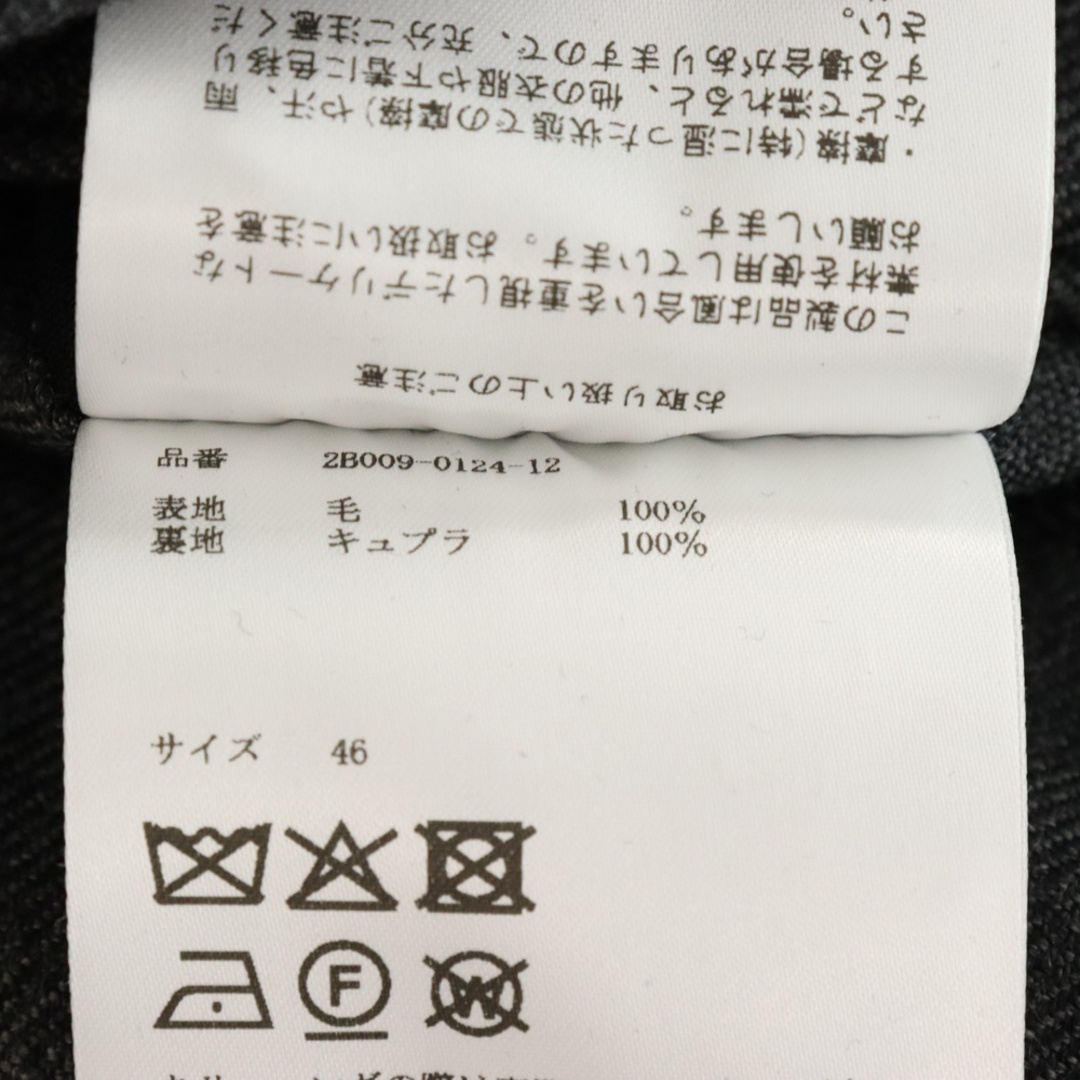 お取り扱い上のご注意
この製品は風合いを重視したデリケートな
素材を使用しています。お取扱いに注意を
お願いします。
・摩擦(特に湿った状態での摩擦)や汗、雨
などで濡れると、他の衣服や下着に色移り
する場合がありますので、充分ご注意くだ
さい。
品番 2B009-0124-12
表地 毛 100%
裏地 キュプラ 100%
サイズ 46
F
W